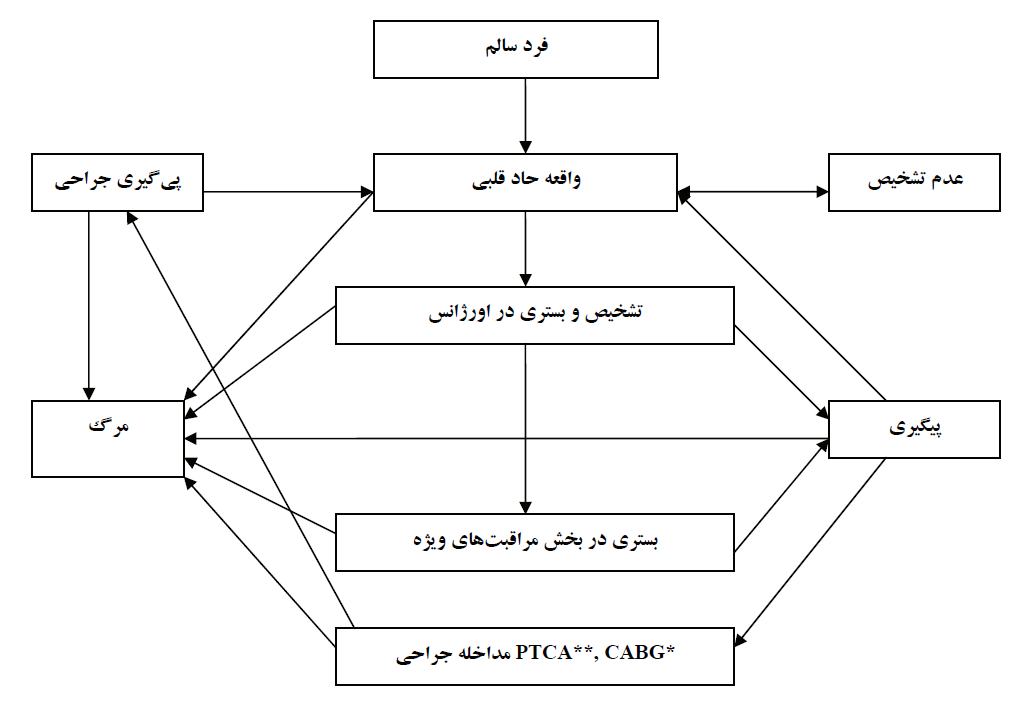 فرد سالم
عدم تشخیص
واقعه حاد قلبی
پی‌گیری جراحی
تشخیص و بستری در اورژانس
پیگیری
مرگ
بستری در بخش مراقبت‌های ویژه
مداخله جراحی PTCA**, CABG*